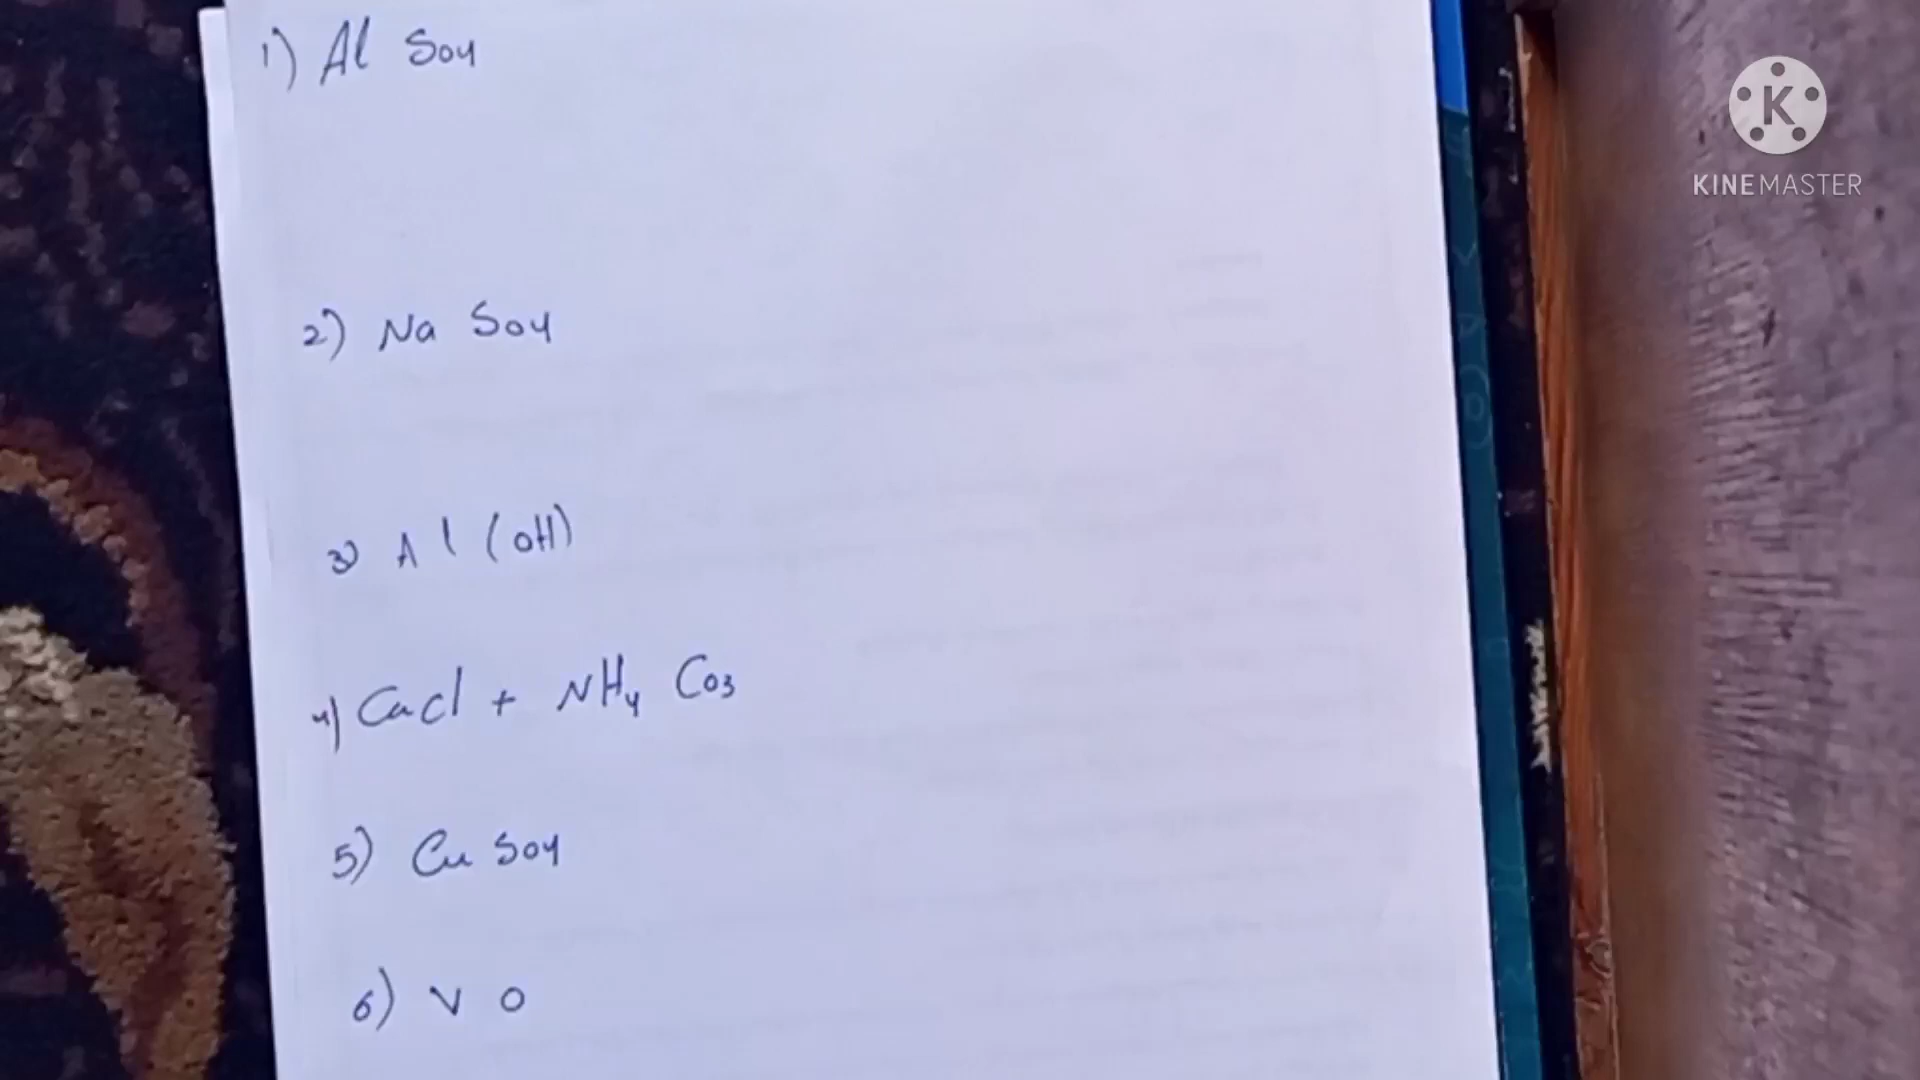 1) Al So4
KINEMASTER
2) Na So4
3) Al (OH)
4) CaCl + NH4 Co3
5) Cu So4
6) V O